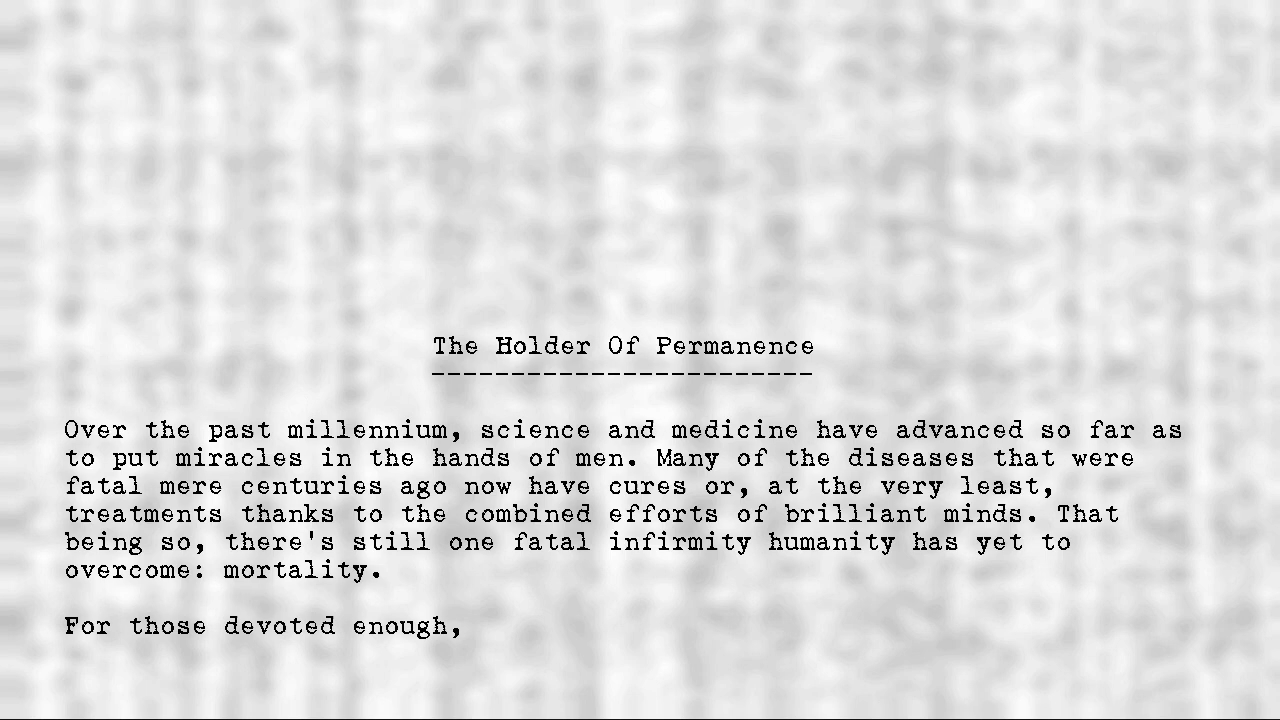 The Holder Of Permanence
------------------------
Over the past millennium, science and medicine have advanced so far as
to put miracles in the hands of men. Many of the diseases that were
fatal mere centuries ago now have cures or, at the very least,
treatments thanks to the combined efforts of brilliant minds. That
being so, there's still one fatal infirmity humanity has yet to
overcome: mortality.
For those devoted enough,